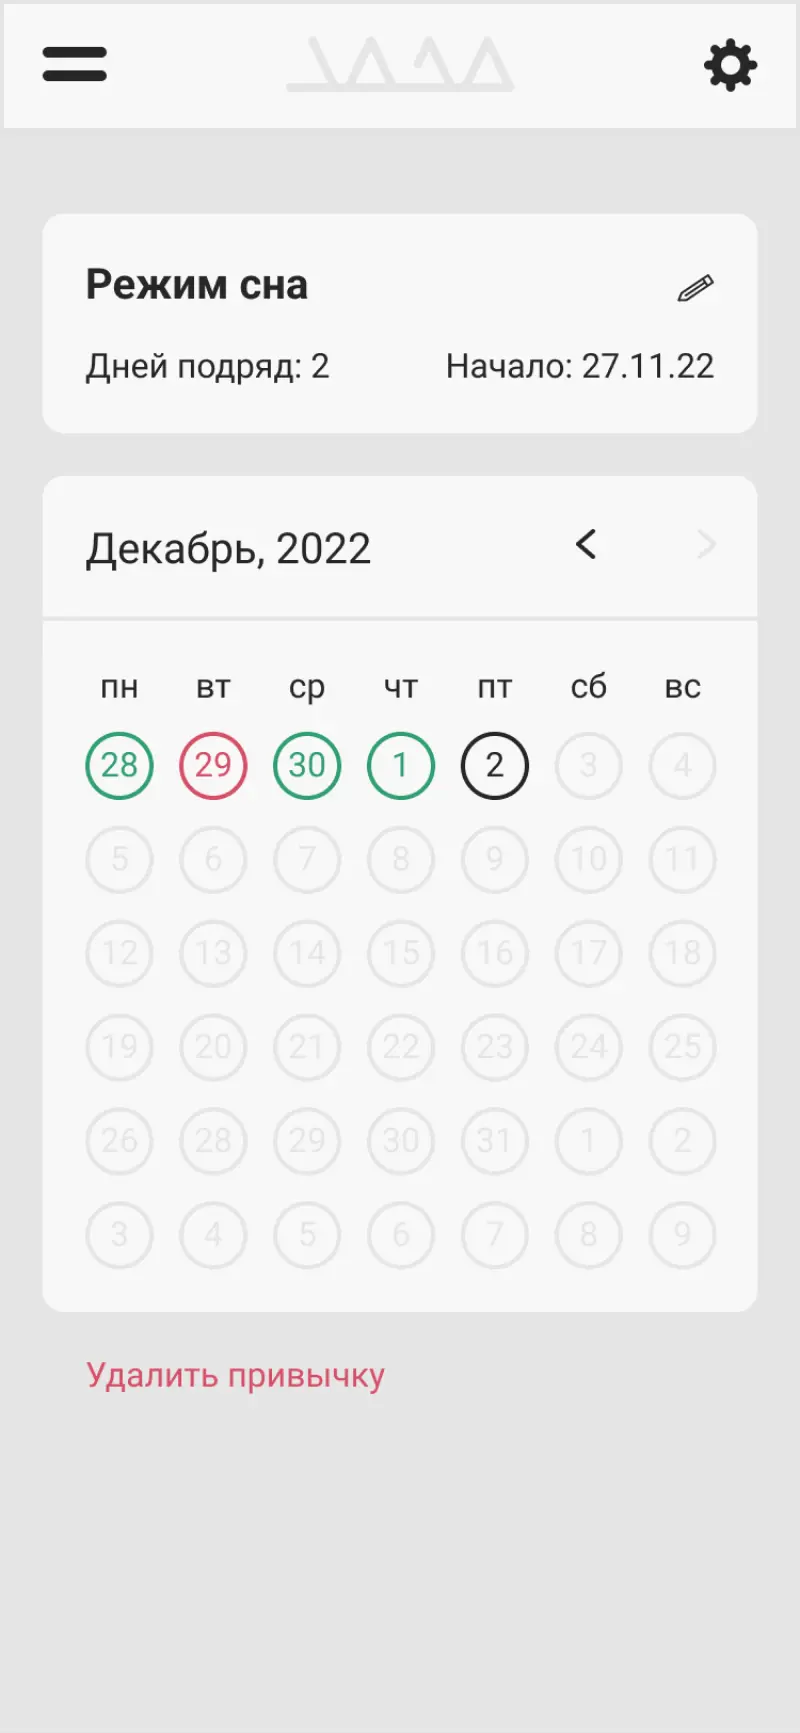 Режим сна
Дней подряд: 2 Начало: 27.11.22
Декабрь, 2022
пн вт ср чт пт сб вс
28 29 30 1 2 3 4
5 6 7 8 9 10 11
12 13 14 15 16 17 18
19 20 21 22 23 24 25
26 28 29 30 31 1 2
3 4 5 6 7 8 9
Удалить привычку